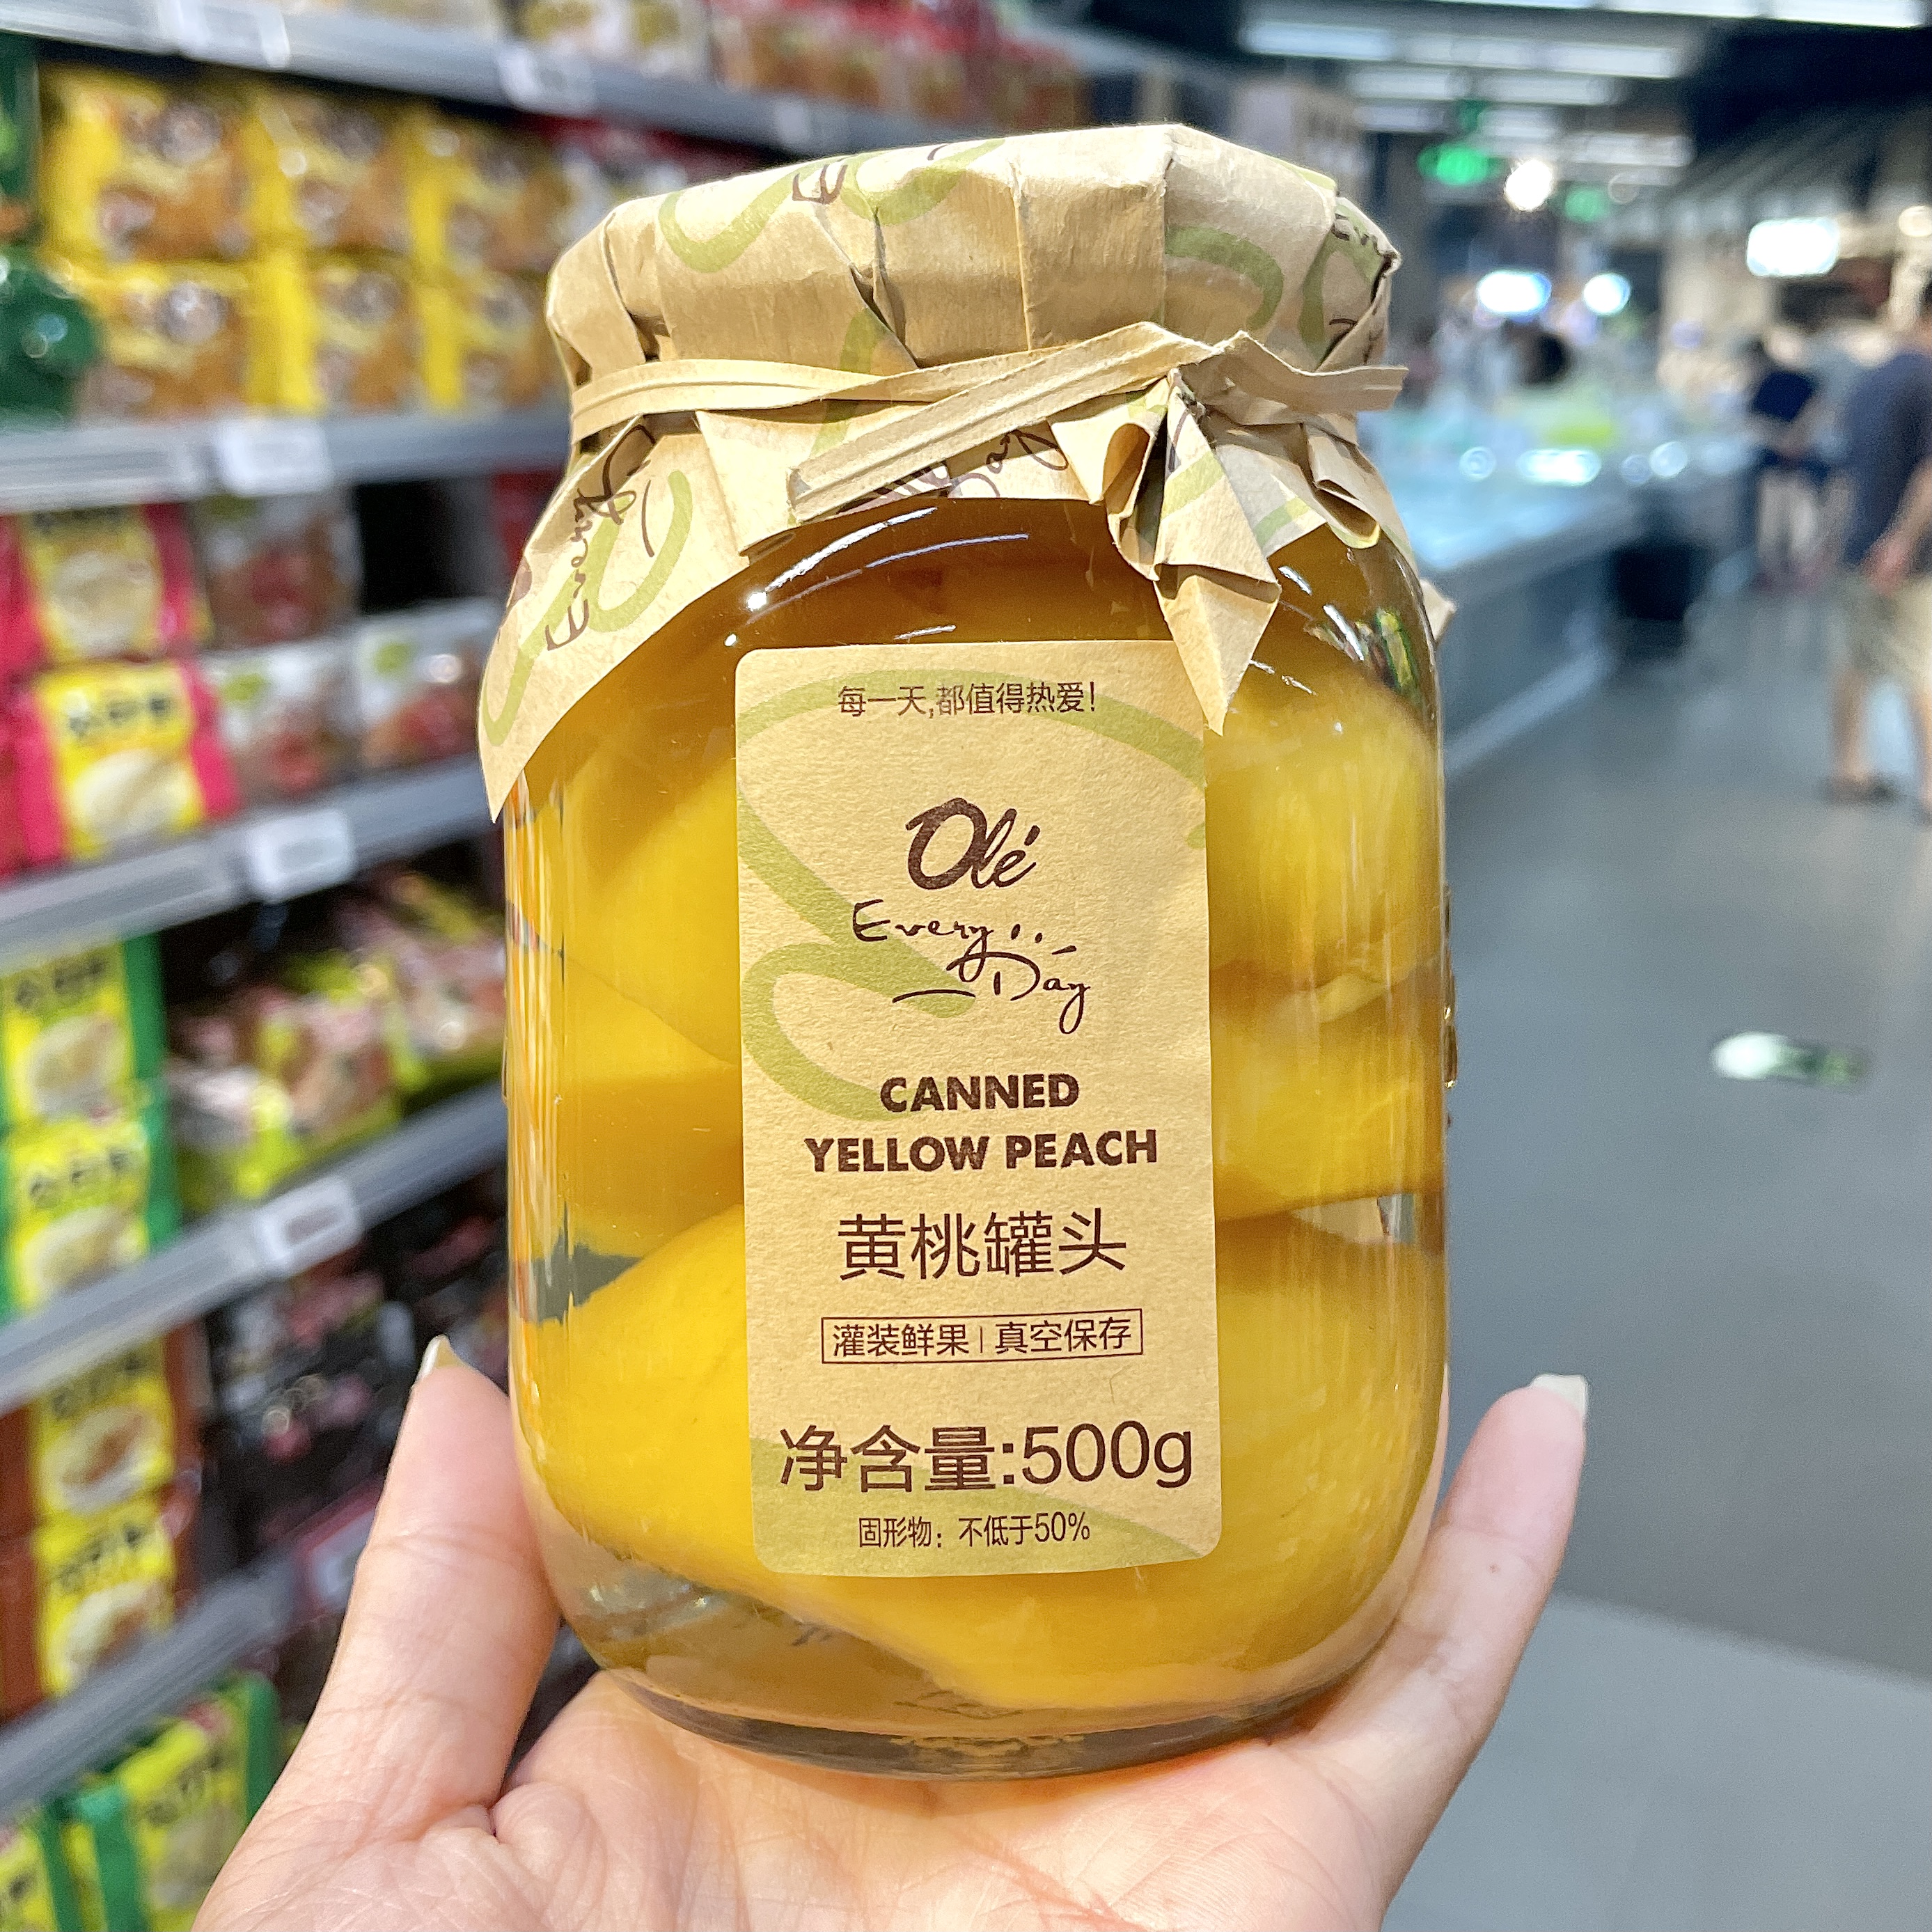 每一天,都值得热爱!
Olé
Every
Day
CANNED
YELLOW PEACH
黄桃罐头
灌装鲜果|真空保存
净含量:500g
固形物：不低于50%